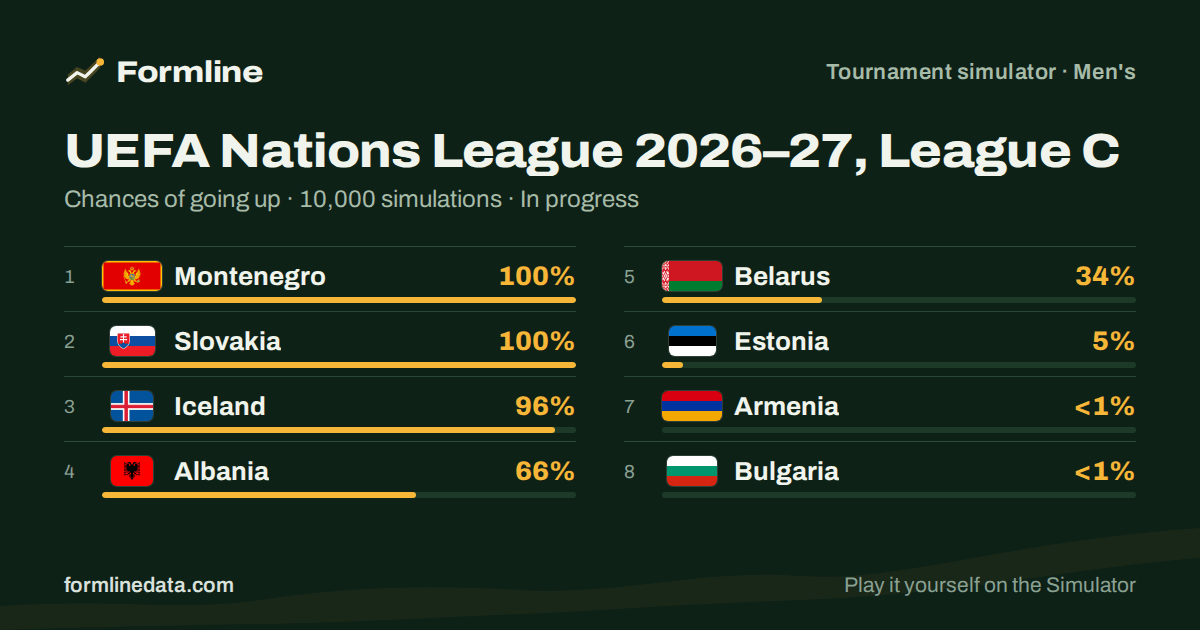 Formline
Tournament simulator · Men's
UEFA Nations League 2026–27, League C
Chances of going up · 10,000 simulations · In progress
1 Montenegro 100%
2 Slovakia 100%
3 Iceland 96%
4 Albania 66%
5 Belarus 34%
6 Estonia 5%
7 Armenia <1%
8 Bulgaria <1%
formlinedata.com
Play it yourself on the Simulator